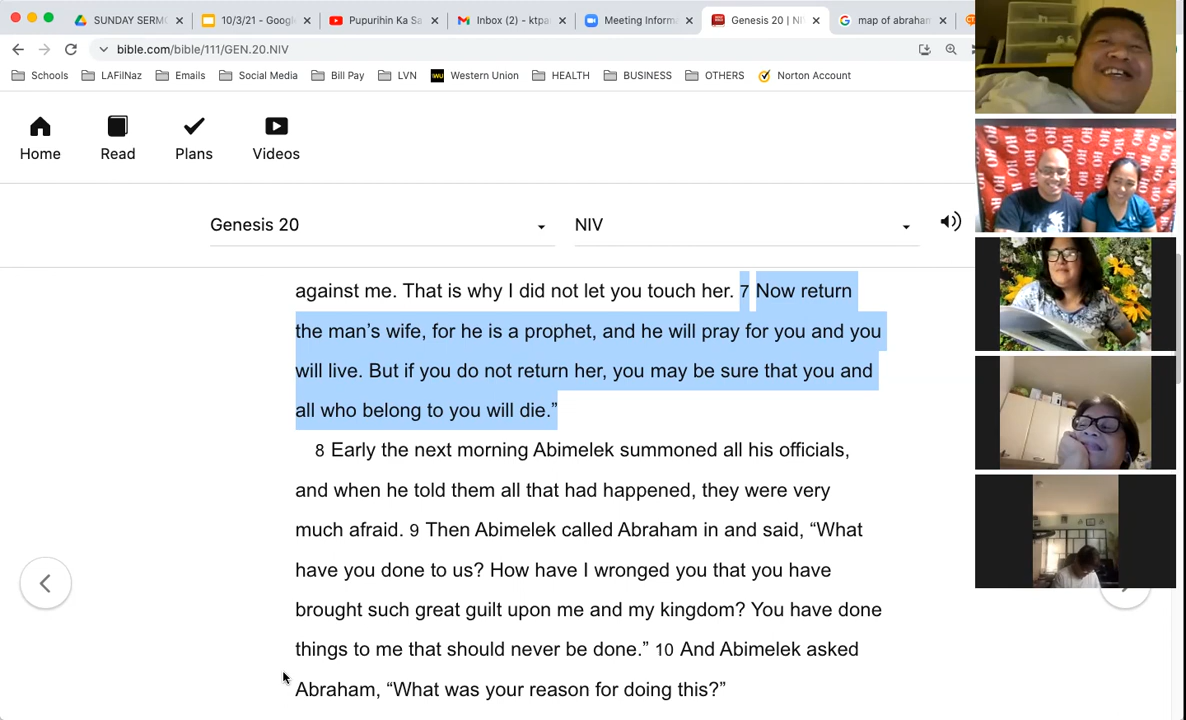 SUNDAY SERM
10/3/21 - Goog
Pupurihin Ka Sa
Inbox (2) - ktpa
Meeting Inform
Genesis 20 | NI
map of abrahan
bible.com/bible/111/GEN.20.NIV
Schools LAFilNaz Emails Social Media Bill Pay LVN WU Western Union HEALTH BUSINESS OTHERS Norton Account
Home Read Plans Videos
Genesis 20 NIV
against me. That is why I did not let you touch her. 7 Now return
the man’s wife, for he is a prophet, and he will pray for you and you
will live. But if you do not return her, you may be sure that you and
all who belong to you will die.”
8 Early the next morning Abimelek summoned all his officials,
and when he told them all that had happened, they were very
much afraid. 9 Then Abimelek called Abraham in and said, “What
have you done to us? How have I wronged you that you have
brought such great guilt upon me and my kingdom? You have done
things to me that should never be done.” 10 And Abimelek asked
Abraham, “What was your reason for doing this?”